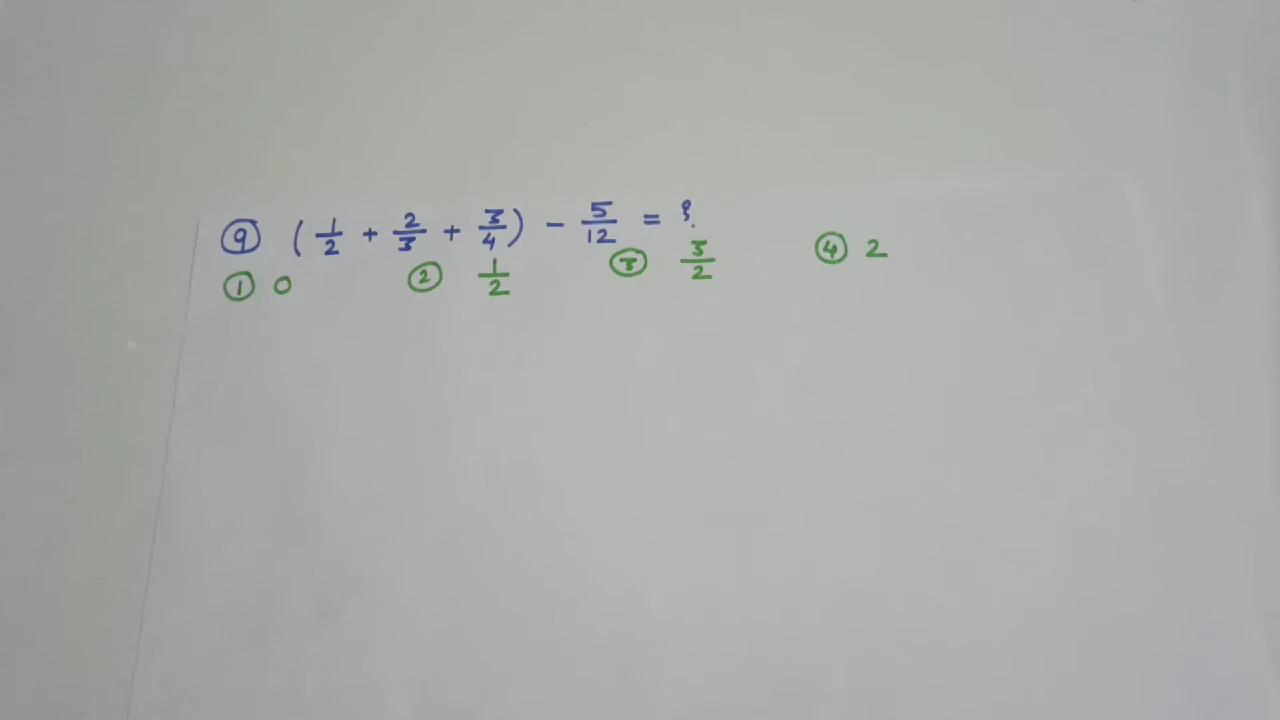 ⑨ (1/2 + 2/3 + 3/4) - 5/12 = ?
① 0 ② 1/2 ③ 3/2 ④ 2